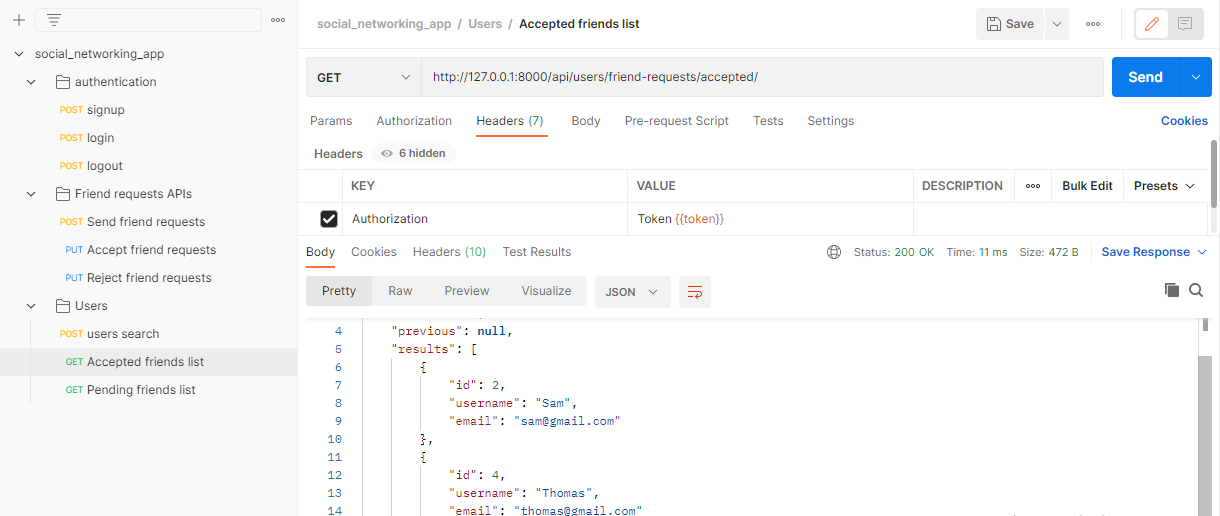 social_networking_app / Users / Accepted friends list
Save
social_networking_app
authentication
POST signup
POST login
POST logout
Friend requests APIs
POST Send friend requests
PUT Accept friend requests
PUT Reject friend requests
Users
POST users search
GET Accepted friends list
GET Pending friends list
GET http://127.0.0.1:8000/api/users/friend-requests/accepted/ Send
Params Authorization Headers (7) Body Pre-request Script Tests Settings Cookies
Headers 6 hidden
KEY VALUE DESCRIPTION Bulk Edit Presets
Authorization Token {{token}}
Body Cookies Headers (10) Test Results Status: 200 OK Time: 11 ms Size: 472 B Save Response
Pretty Raw Preview Visualize JSON
4 "previous": null,
5 "results": [
6 {
7 "id": 2,
8 "username": "Sam",
9 "email": "sam@gmail.com"
10 },
11 {
12 "id": 4,
13 "username": "Thomas",
14 "email": "thomas@gmail.com"